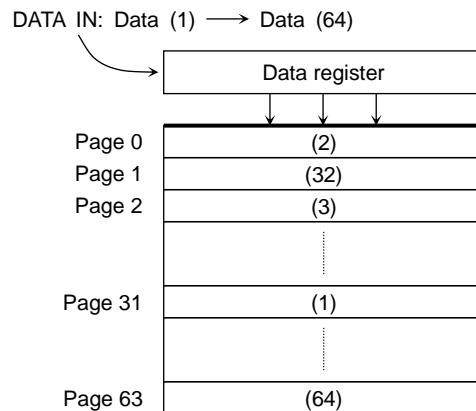 DATA IN: Data (1) → Data (64)
Data register
Page 0 (2)
Page 1 (32)
Page 2 (3)
Page 31 (1)
Page 63 (64)